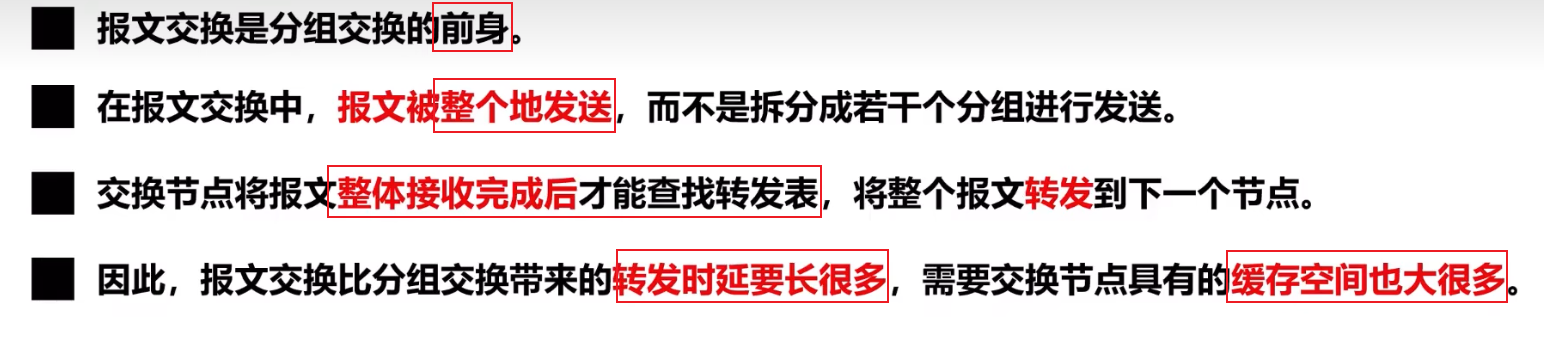 报文交换是分组交换的前身。
在报文交换中，报文被整个地发送，而不是拆分成若干个分组进行发送。
交换节点将报文整体接收完成后才能查找转发表，将整个报文转发到下一个节点。
因此，报文交换比分组交换带来的转发时延要长很多，需要交换节点具有的缓存空间也大很多。